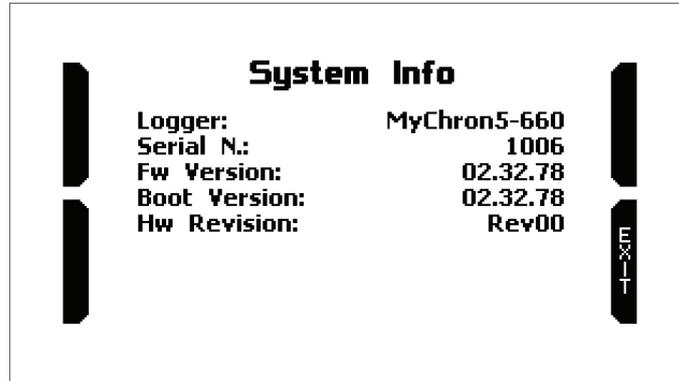 System Info
Logger: MyChron5-660
Serial N.: 1006
Fw Version: 02.32.78
Boot Version: 02.32.78
Hw Revision: Rev00
EXIT